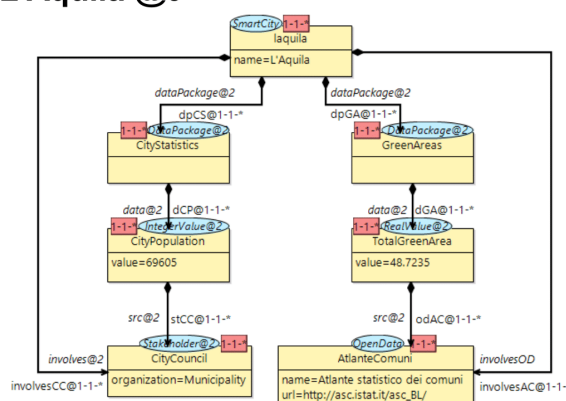 SmartCity 1-1-*
laquila
name=L'Aquila
dataPackage@2 dataPackage@2
dpCS@1-1-* dpGA@1-1-*
1-1-* DataPackage@2 1-1-* DataPackage@2
CityStatistics GreenAreas
data@2 dCP@1-1-* data@2 dGA@1-1-*
1-1-* IntegerValue@2 1-1-* RealValue@2
CityPopulation TotalGreenArea
value=69605 value=48.7235
src@2 stCC@1-1-* src@2 odAC@1-1-*
Stakeholder@2 1-1-* OpenData 1-1-*
involves@2 CityCouncil AtlanteComuni involvesOD
involvesCC@1-1-* organization=Municipality name=Atlante statistico dei comuni involvesAC@1-1-
url=http://asc.istat.it/asc_BL/